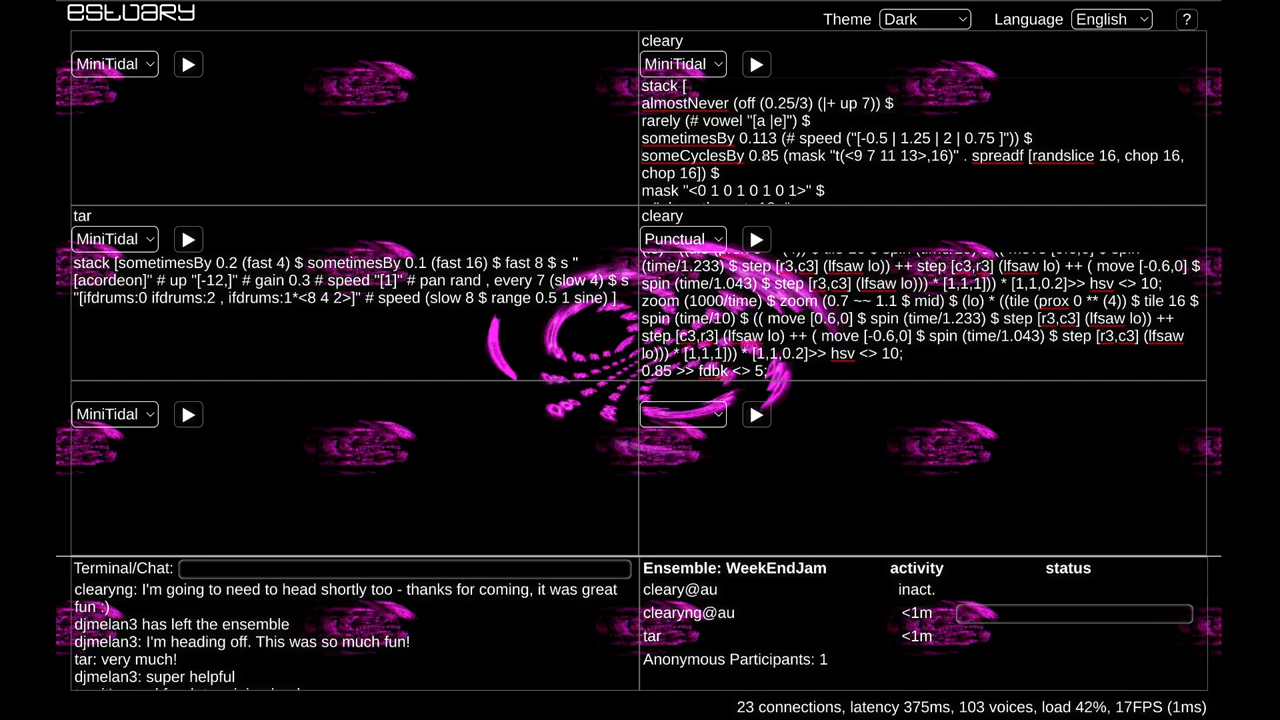 estuary
Theme Dark Language English ?
MiniTidal
cleary
MiniTidal
stack [
almostNever (off (0.25/3) (|+ up 7)) $
rarely (# vowel "[a |e]") $
sometimesBy 0.113 (# speed ("[-0.5 | 1.25 | 2 | 0.75 ]")) $
someCyclesBy 0.85 (mask "t(<9 7 11 13>,16)" . spreadf [randslice 16, chop 16,
chop 16]) $
mask "<0 1 0 1 0 1 0 1>" $
tar
MiniTidal
stack [sometimesBy 0.2 (fast 4) $ sometimesBy 0.1 (fast 16) $ fast 8 $ s "
[acordeon]" # up "[-12,]" # gain 0.3 # speed "[1]" # pan rand , every 7 (slow 4) $ s
"[ifdrums:0 ifdrums:2 , ifdrums:1*<8 4 2>]" # speed (slow 8 $ range 0.5 1 sine) ]
cleary
Punctual
(time/1.233) $ step [r3,c3] (lfsaw lo)) ++ step [c3,r3] (lfsaw lo) ++ ( move [-0.6,0] $
spin (time/1.043) $ step [r3,c3] (lfsaw lo))) * [1,1,1])) * [1,1,0.2]>> hsv <> 10;
zoom (1000/time) $ zoom (0.7 ~~ 1.1 $ mid) $ (lo) * ((tile (prox 0 ** (4)) $ tile 16 $
spin (time/10) $ (( move [0.6,0] $ spin (time/1.233) $ step [r3,c3] (lfsaw lo)) ++
step [c3,r3] (lfsaw lo) ++ ( move [-0.6,0] $ spin (time/1.043) $ step [r3,c3] (lfsaw
lo))) * [1,1,1])) * [1,1,0.2]>> hsv <> 10;
0.85 >> fdbk <> 5;
MiniTidal
Terminal/Chat:
clearyng: I'm going to need to head shortly too - thanks for coming, it was great
fun :)
djmelan3 has left the ensemble
djmelan3: I'm heading off. This was so much fun!
tar: very much!
djmelan3: super helpful
Ensemble: WeekEndJam activity status
cleary@au inact.
clearyng@au <1m
tar <1m
Anonymous Participants: 1
23 connections, latency 375ms, 103 voices, load 42%, 17FPS (1ms)